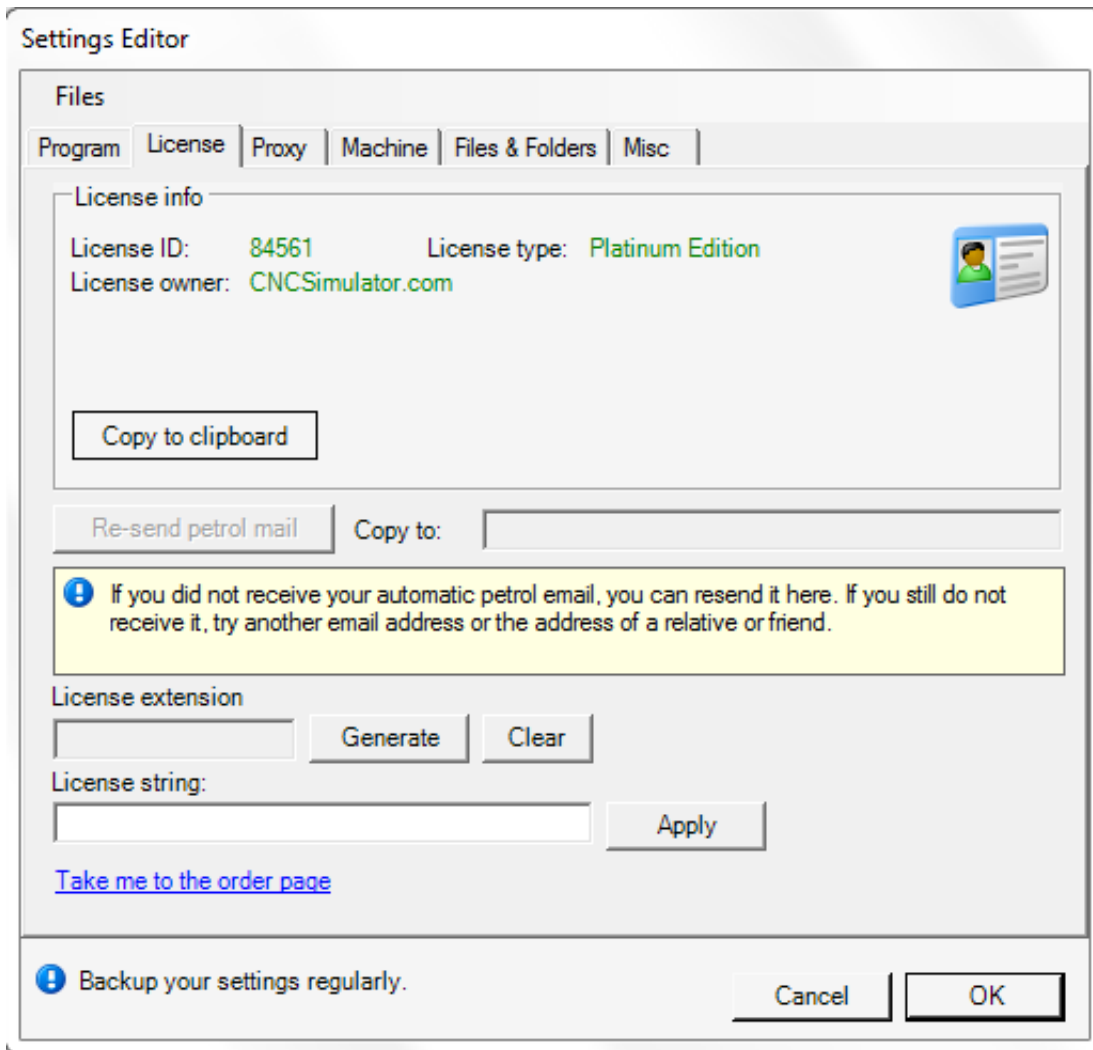 Settings Editor
Files
Program License Proxy Machine Files & Folders Misc
License info
License ID: 84561 License type: Platinum Edition
License owner: CNCSimulator.com
Copy to clipboard
Re-send petrol mail Copy to:
If you did not receive your automatic petrol email, you can resend it here. If you still do not
receive it, try another email address or the address of a relative or friend.
License extension
Generate Clear
License string:
Apply
Take me to the order page
Backup your settings regularly.
Cancel OK